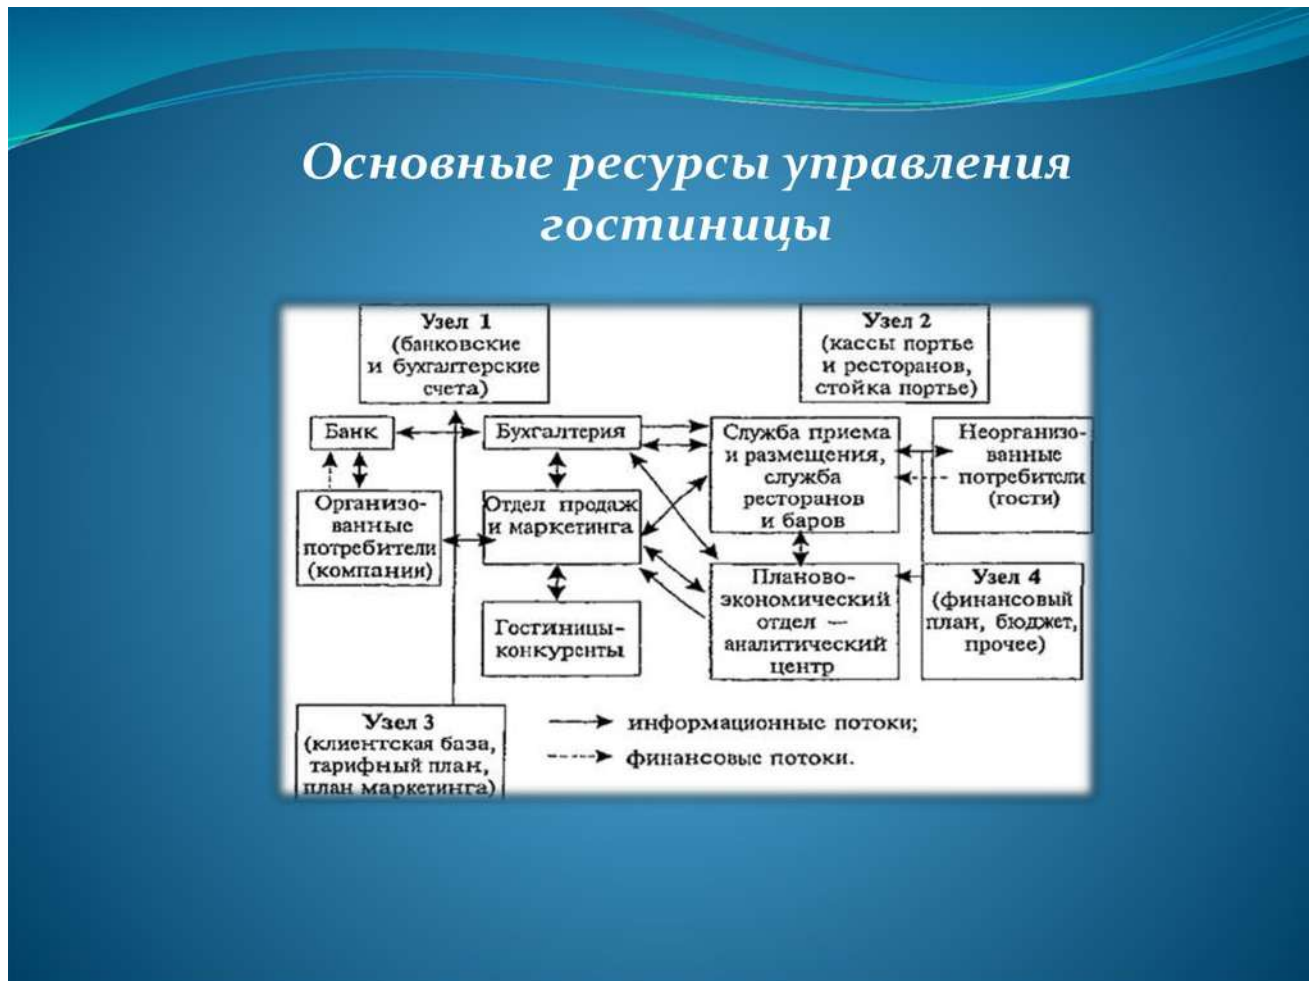 Основные ресурсы управления
гостиницы
Узел 1
(банковские
и бухгалтерские
счета)
Узел 2
(кассы портье
и ресторанов,
стойка портье)
Банк
Бухгалтерия
Служба приема
и размещения,
служба
ресторанов
и баров
Неорганизо-
ванные
потребители
(гости)
Организо-
ванные
потребители
(компании)
Отдел продаж
и маркетинга
Гостиницы-
конкуренты
Планово-
экономический
отдел —
аналитический
центр
Узел 4
(финансовый
план, бюджет,
прочее)
Узел 3
(клиентская база,
тарифный план,
план маркетинга)
информационные потоки;
финансовые потоки.